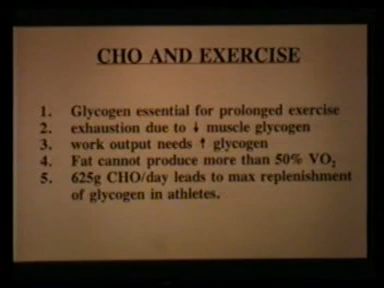 CHO AND EXERCISE
1. Glycogen essential for prolonged exercise
2. exhaustion due to ↓ muscle glycogen
3. work output needs ↑ glycogen
4. Fat cannot produce more than 50% VO₂
5. 625g CHO/day leads to max replenishment
of glycogen in athletes.